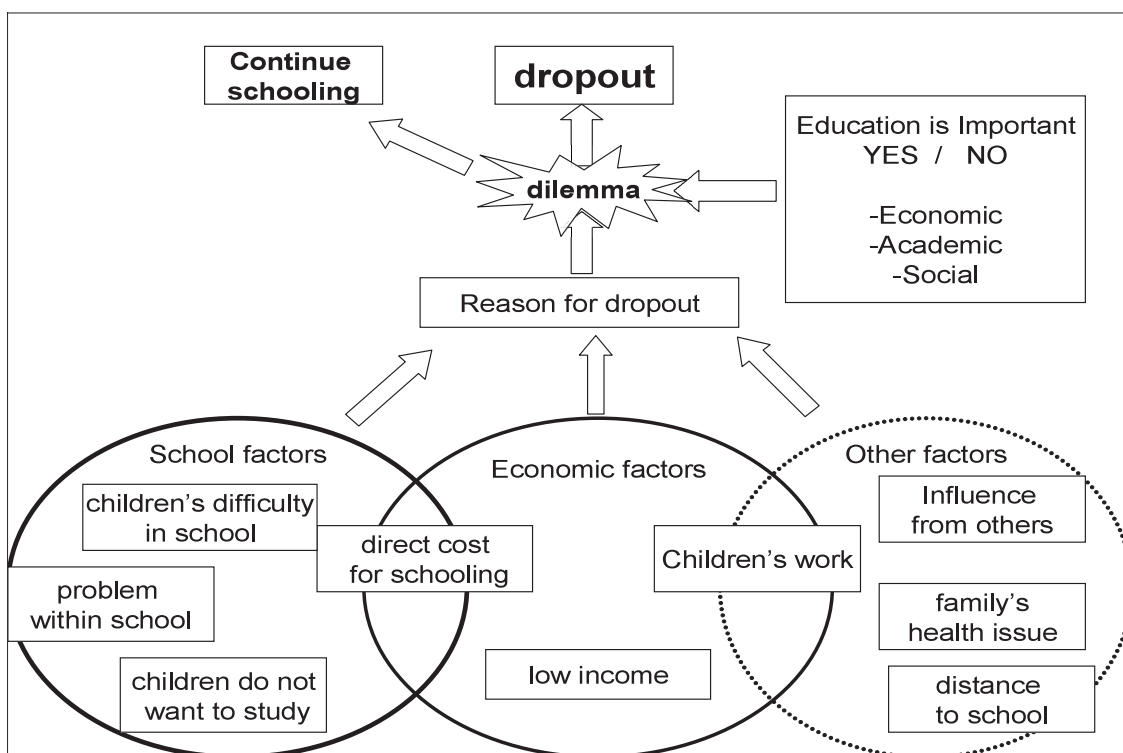 Continue
schooling
dropout
Education is Important
YES / NO
-Economic
-Academic
-Social
dilemma
Reason for dropout
School factors
children's difficulty
in school
problem
within school
children do not
want to study
direct cost
for schooling
Economic factors
low income
Children's work
Other factors
Influence
from others
family's
health issue
distance
to school